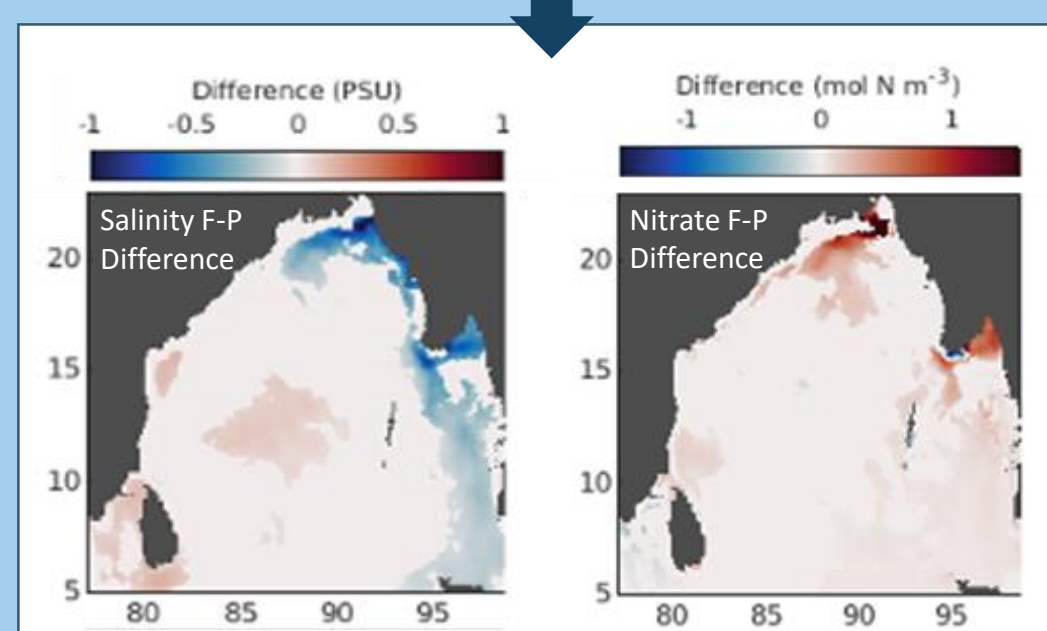 Difference (PSU)
-1 -0.5 0 0.5 1
Salinity F-P
Difference
20
15
10
5
80 85 90 95
Difference (mol N m⁻³)
-1 0 1
Nitrate F-P
Difference
20
15
10
5
80 85 90 95